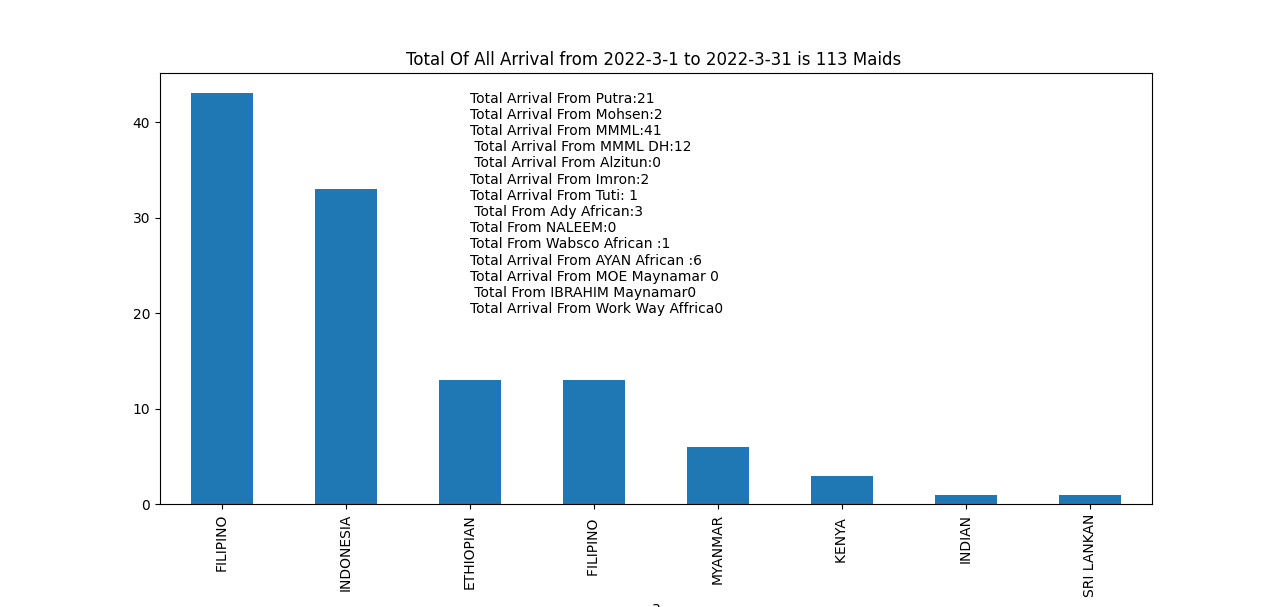 Total Of All Arrival from 2022-3-1 to 2022-3-31 is 113 Maids
Total Arrival From Putra:21
Total Arrival From Mohsen:2
Total Arrival From MMML:41
Total Arrival From MMML DH:12
Total Arrival From Alzitun:0
Total Arrival From Imron:2
Total Arrival From Tuti: 1
Total From Ady African:3
Total From NALEEM:0
Total From Wabsco African :1
Total Arrival From AYAN African :6
Total Arrival From MOE Maynamar 0
Total From IBRAHIM Maynamar0
Total Arrival From Work Way Affrica0
40
30
20
10
0
FILIPINO
INDONESIA
ETHIOPIAN
FILIPINO
MYANMAR
KENYA
INDIAN
SRI LANKAN